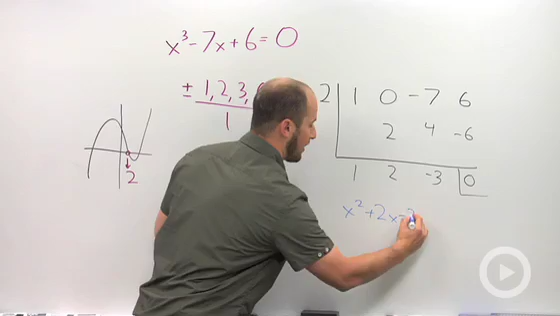 x³-7x+6=0
± 1, 2, 3,
1
2 | 1 0 -7 6
2 4 -6
1 2 -3 0
2
x²+2x-3